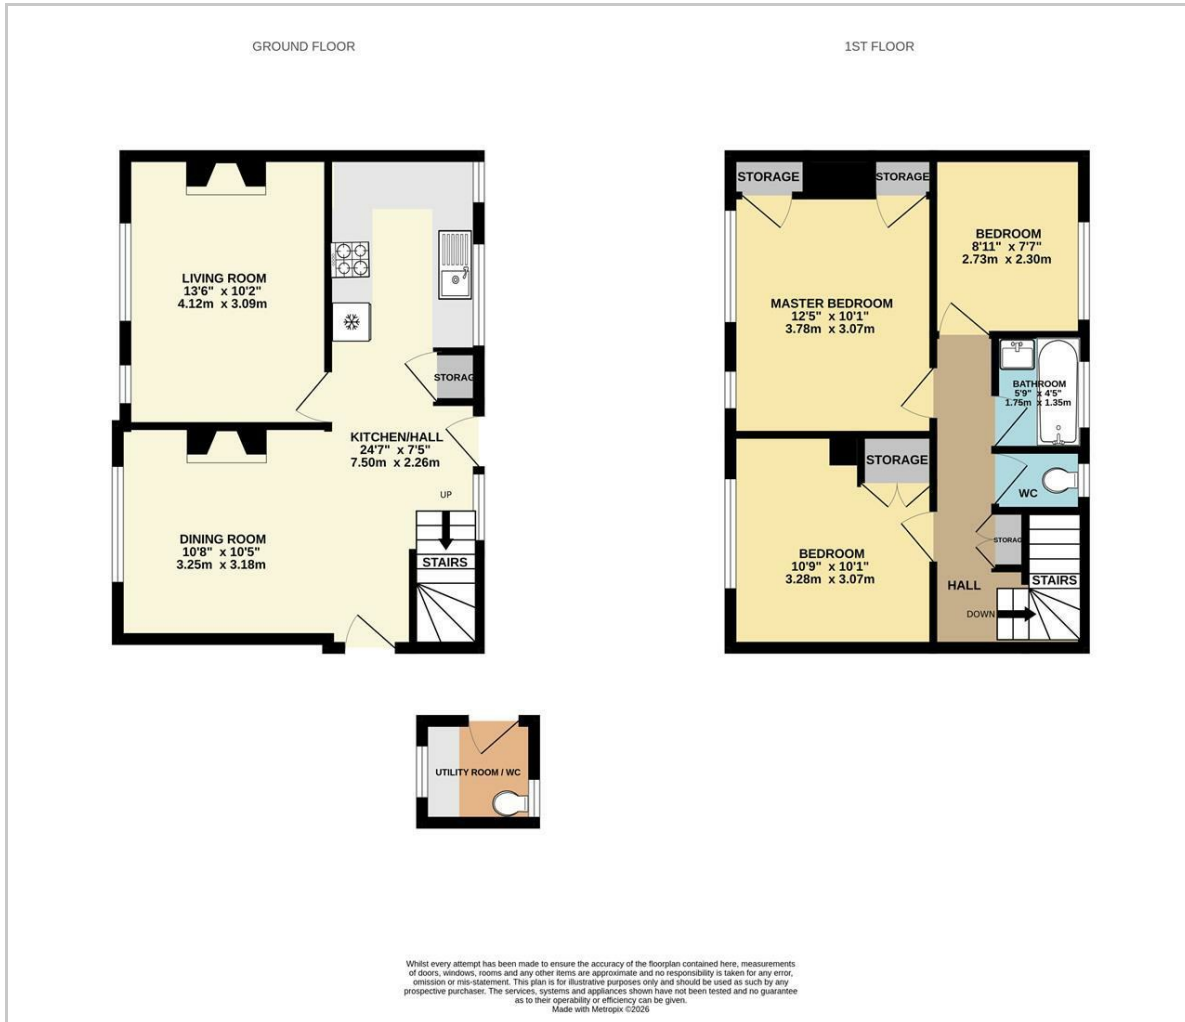 GROUND FLOOR
LIVING ROOM
13'6" x 10'2"
4.12m x 3.09m
STORAG
KITCHEN/HALL
24'7" x 7'5"
7.50m x 2.26m
UP
DINING ROOM
10'8" x 10'5"
3.25m x 3.18m
STAIRS
UTILITY ROOM / WC
1ST FLOOR
STORAGE
STORAGE
BEDROOM
8'11" x 7'7"
2.73m x 2.30m
MASTER BEDROOM
12'5" x 10'1"
3.78m x 3.07m
BATHROOM
5'9" x 4'5"
1.75m x 1.35m
STORAGE
WC
STORAG
BEDROOM
10'9" x 10'1"
3.28m x 3.07m
HALL
STAIRS
DOWN
Whilst every attempt has been made to ensure the accuracy of the floorplan contained here, measurements
of doors, windows, rooms and any other items are approximate and no responsibility is taken for any error,
omission or mis-statement. This plan is for illustrative purposes only and should be used as such by any
prospective purchaser. The services, systems and appliances shown have not been tested and no guarantee
as to their operability or efficiency can be given.
Made with Metropix ©2026